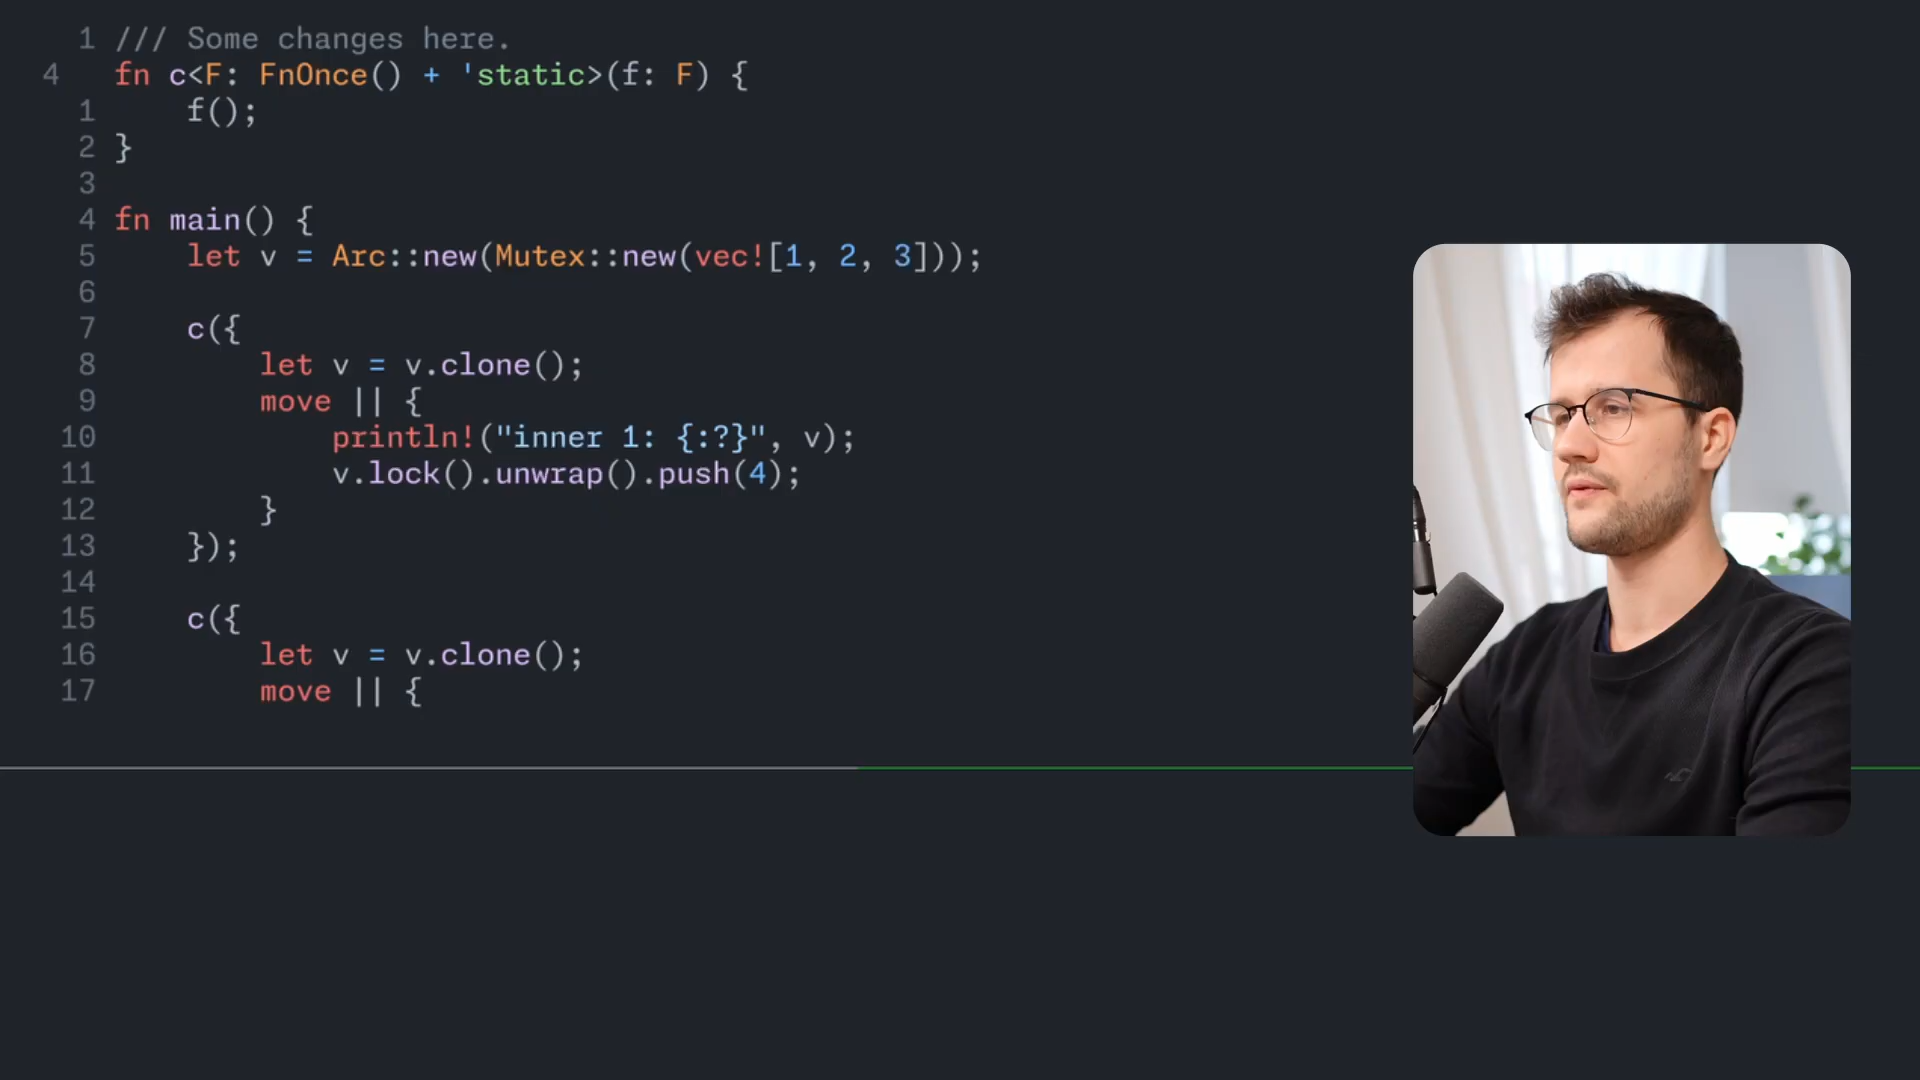 1 /// Some changes here.
4 fn c<F: FnOnce() + 'static>(f: F) {
1     f();
2 }
3
4 fn main() {
5     let v = Arc::new(Mutex::new(vec![1, 2, 3]));
6
7     c({
8         let v = v.clone();
9         move || {
10             println!("inner 1: {:?}", v);
11             v.lock().unwrap().push(4);
12         }
13     });
14
15     c({
16         let v = v.clone();
17         move || {